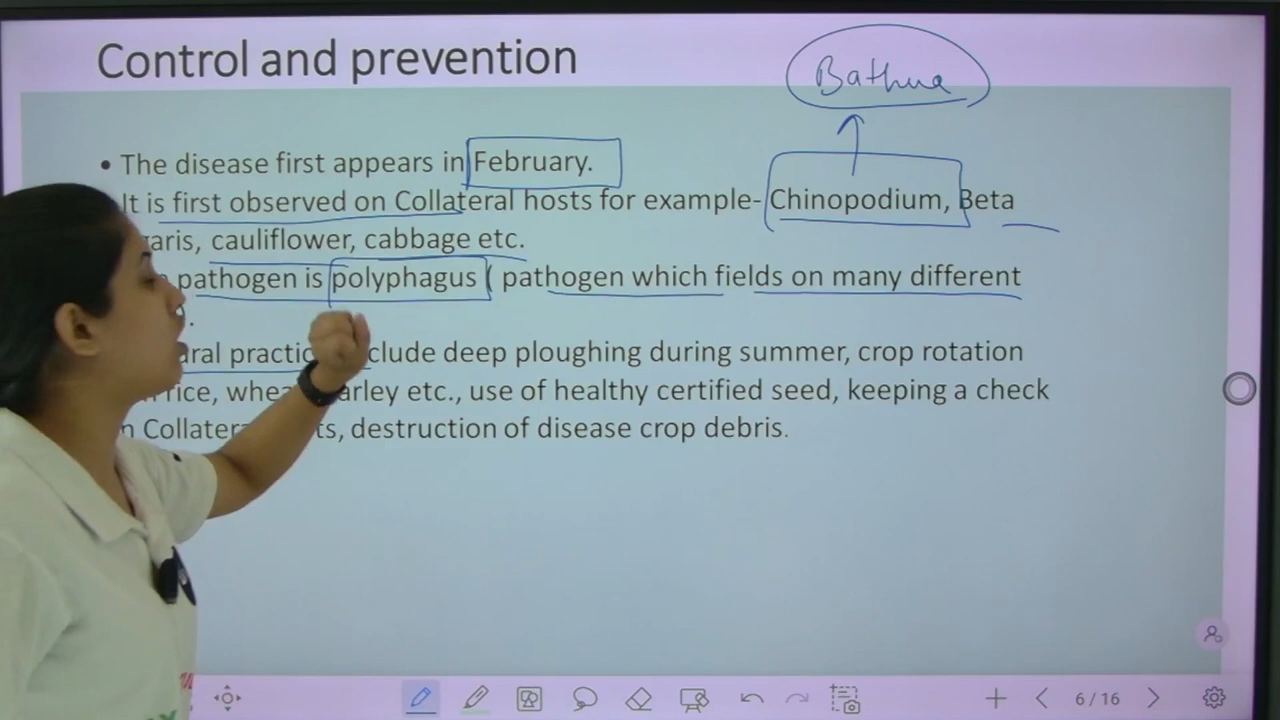 Control and prevention
Bathua
• The disease first appears in February.
It is first observed on Collateral hosts for example- Chinopodium, Beta
garis, cauliflower, cabbage etc.
pathogen is polyphagus ( pathogen which fields on many different
.
ral practic clude deep ploughing during summer, crop rotation
rice, whea arley etc., use of healthy certified seed, keeping a check
n Collatera ts, destruction of disease crop debris.
6/16